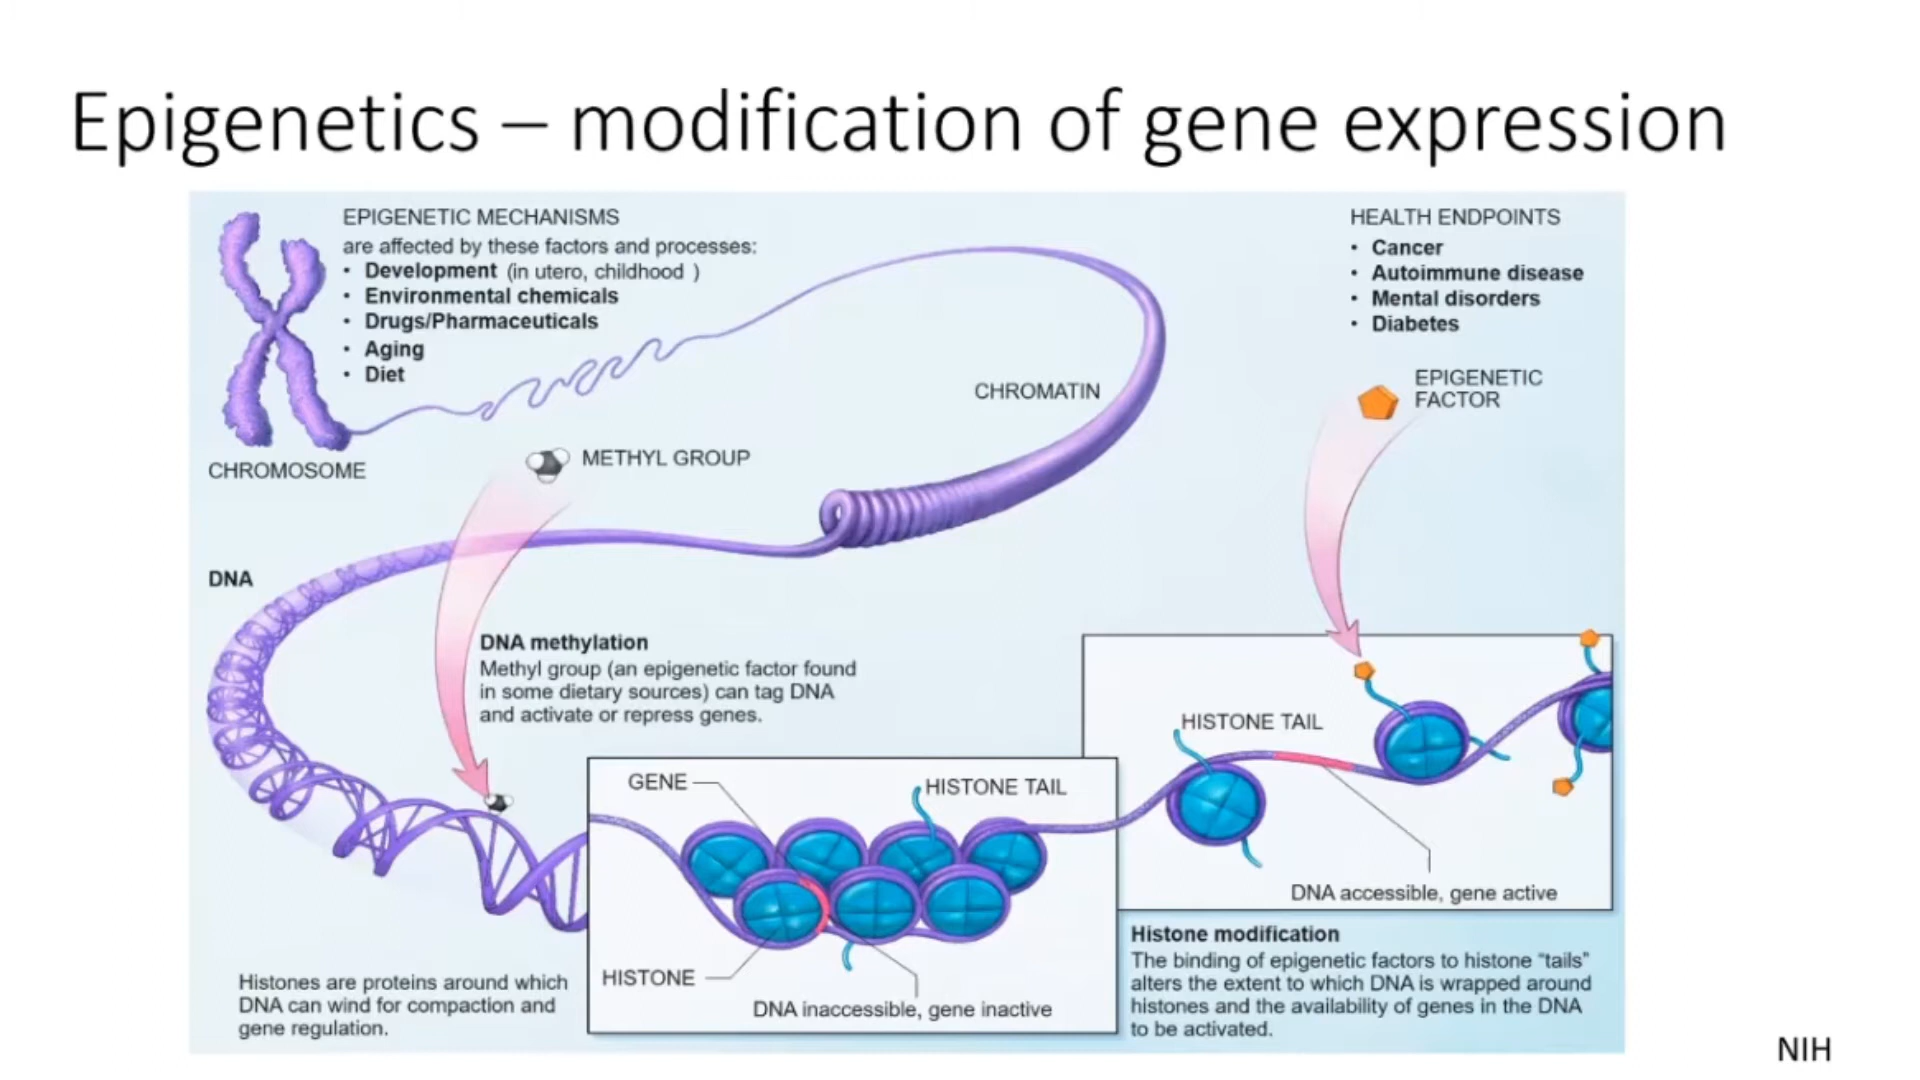 Epigenetics – modification of gene expression
EPIGENETIC MECHANISMS
are affected by these factors and processes:
• Development (in utero, childhood )
• Environmental chemicals
• Drugs/Pharmaceuticals
• Aging
• Diet
HEALTH ENDPOINTS
• Cancer
• Autoimmune disease
• Mental disorders
• Diabetes
EPIGENETIC
FACTOR
CHROMATIN
CHROMOSOME
METHYL GROUP
DNA
DNA methylation
Methyl group (an epigenetic factor found
in some dietary sources) can tag DNA
and activate or repress genes.
HISTONE TAIL
GENE
HISTONE TAIL
DNA accessible, gene active
HISTONE
DNA inaccessible, gene inactive
Histones are proteins around which
DNA can wind for compaction and
gene regulation.
Histone modification
The binding of epigenetic factors to histone “tails”
alters the extent to which DNA is wrapped around
histones and the availability of genes in the DNA
to be activated.
NIH